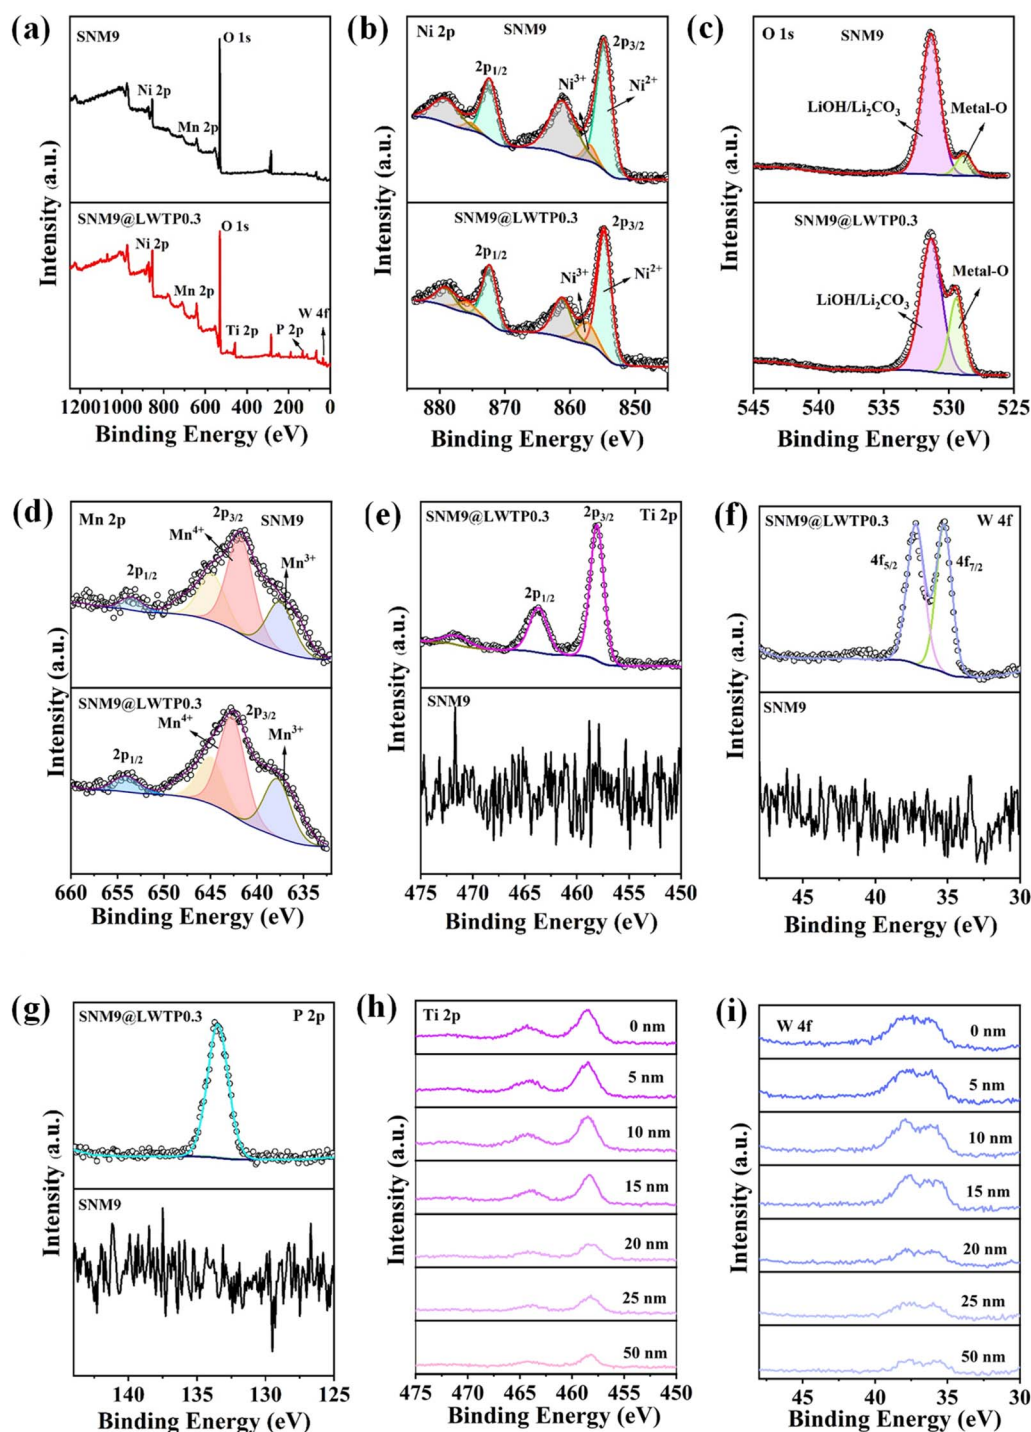 (a)
SNM9
O 1s
Ni 2p
Mn 2p
SNM9@LWTP0.3
O 1s
Ni 2p
Mn 2p
W 4f
Ti 2p
P 2p
1200 1000 800 600 400 200 0
Binding Energy (eV)
Intensity (a.u.)
(b)
Ni 2p
SNM9
2p3/2
2p1/2
Ni3+
Ni2+
SNM9@LWTP0.3
2p3/2
2p1/2
Ni3+
Ni2+
880 870 860 850
Binding Energy (eV)
Intensity (a.u.)
(c)
O 1s
SNM9
LiOH/Li2CO3
Metal-O
SNM9@LWTP0.3
Metal-O
LiOH/Li2CO3
545 540 535 530 525
Binding Energy (eV)
Intensity (a.u.)
(d)
Mn 2p
2p3/2
SNM9
Mn4+
Mn3+
2p1/2
SNM9@LWTP0.3
Mn4+
2p3/2
Mn3+
2p1/2
660 655 650 645 640 635
Binding Energy (eV)
Intensity (a.u.)
(e)
SNM9@LWTP0.3
2p3/2
Ti 2p
2p1/2
SNM9
475 470 465 460 455 450
Binding Energy (eV)
Intensity (a.u.)
(f)
SNM9@LWTP0.3
W 4f
4f5/2
4f7/2
SNM9
45 40 35 30
Binding Energy (eV)
Intensity (a.u.)
(g)
SNM9@LWTP0.3
P 2p
SNM9
140 135 130 125
Binding Energy (eV)
Intensity (a.u.)
(h)
Ti 2p
0 nm
5 nm
10 nm
15 nm
20 nm
25 nm
50 nm
475 470 465 460 455 450
Binding Energy (eV)
Intensity (a.u.)
(i)
W 4f
0 nm
5 nm
10 nm
15 nm
20 nm
25 nm
50 nm
45 40 35 30
Binding Energy (eV)
Intensity (a.u.)